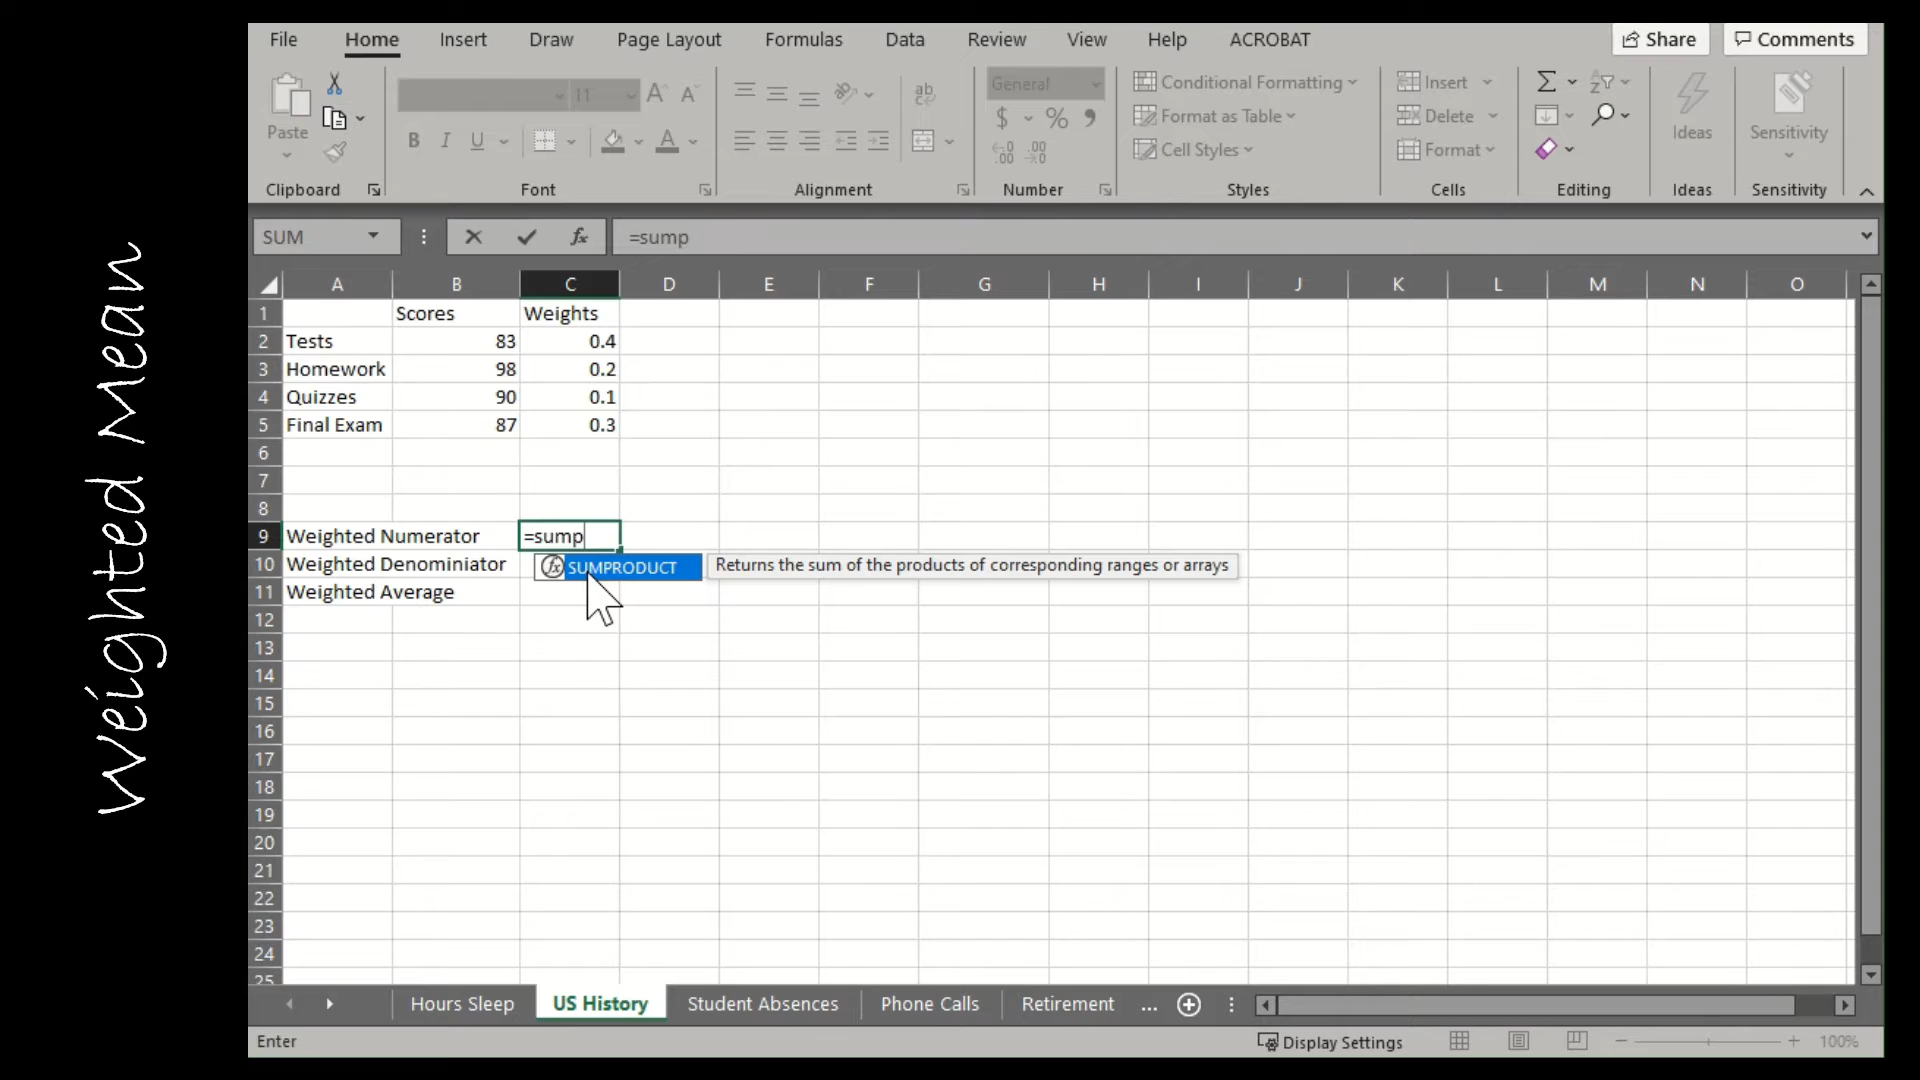 Weighted Mean
File Home Insert Draw Page Layout Formulas Data Review View Help ACROBAT Share Comments
Paste
11
B I U
ab
General
$ % 9
Conditional Formatting
Format as Table
Cell Styles
Insert
Delete
Format
Ideas
Sensitivity
Clipboard Font Alignment Number Styles Cells Editing Ideas Sensitivity
SUM fx =sump
A B C D E F G H I J K L M N O
1 Scores Weights
2 Tests 83 0.4
3 Homework 98 0.2
4 Quizzes 90 0.1
5 Final Exam 87 0.3
6
7
8
9 Weighted Numerator =sump
10 Weighted Denominiator fx SUMPRODUCT Returns the sum of the products of corresponding ranges or arrays
11 Weighted Average
12
13
14
15
16
17
18
19
20
21
22
23
24
25
Hours Sleep US History Student Absences Phone Calls Retirement ...
Enter Display Settings 100%